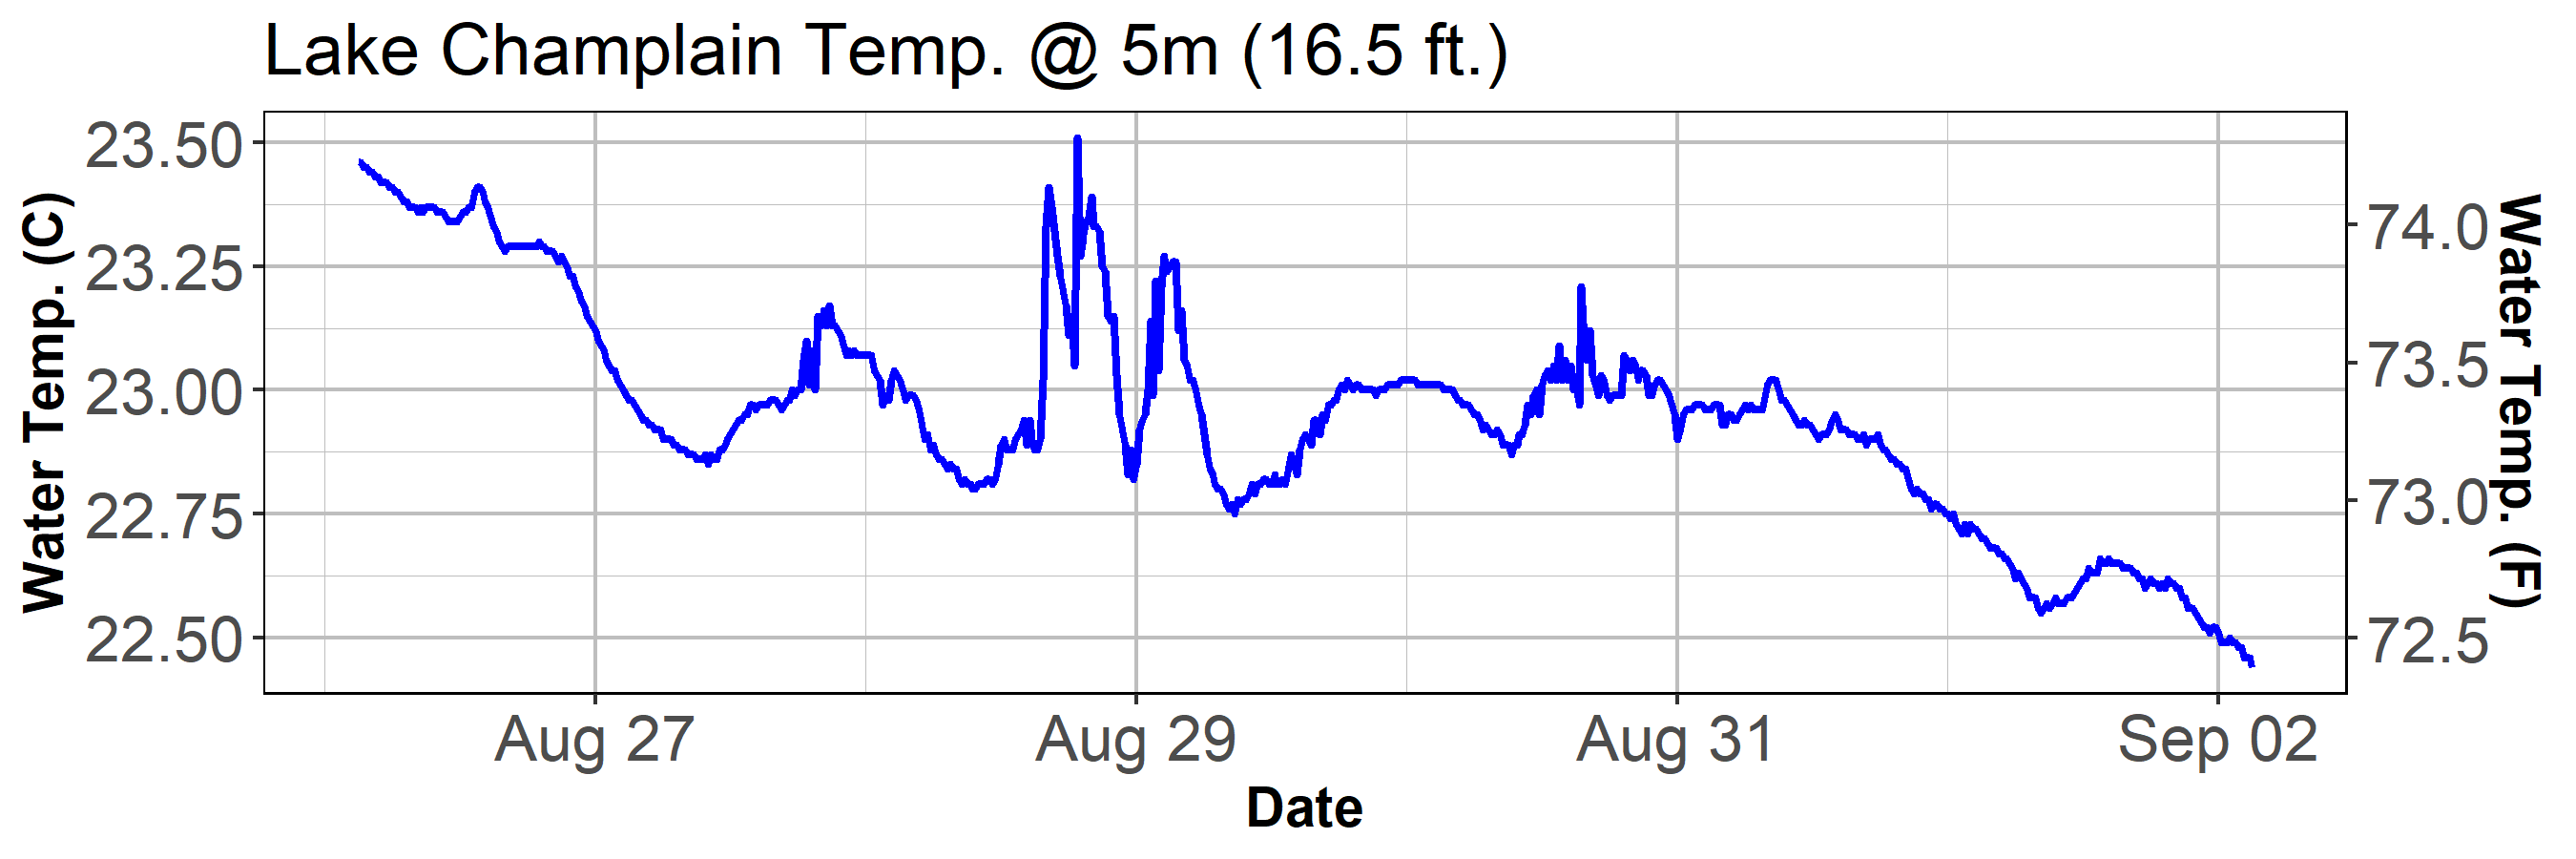 Lake Champlain Temp. @ 5m (16.5 ft.)
Water Temp. (C)
23.50
23.25
23.00
22.75
22.50
74.0
73.5
73.0
72.5
Water Temp. (F)
Aug 27
Aug 29
Aug 31
Sep 02
Date